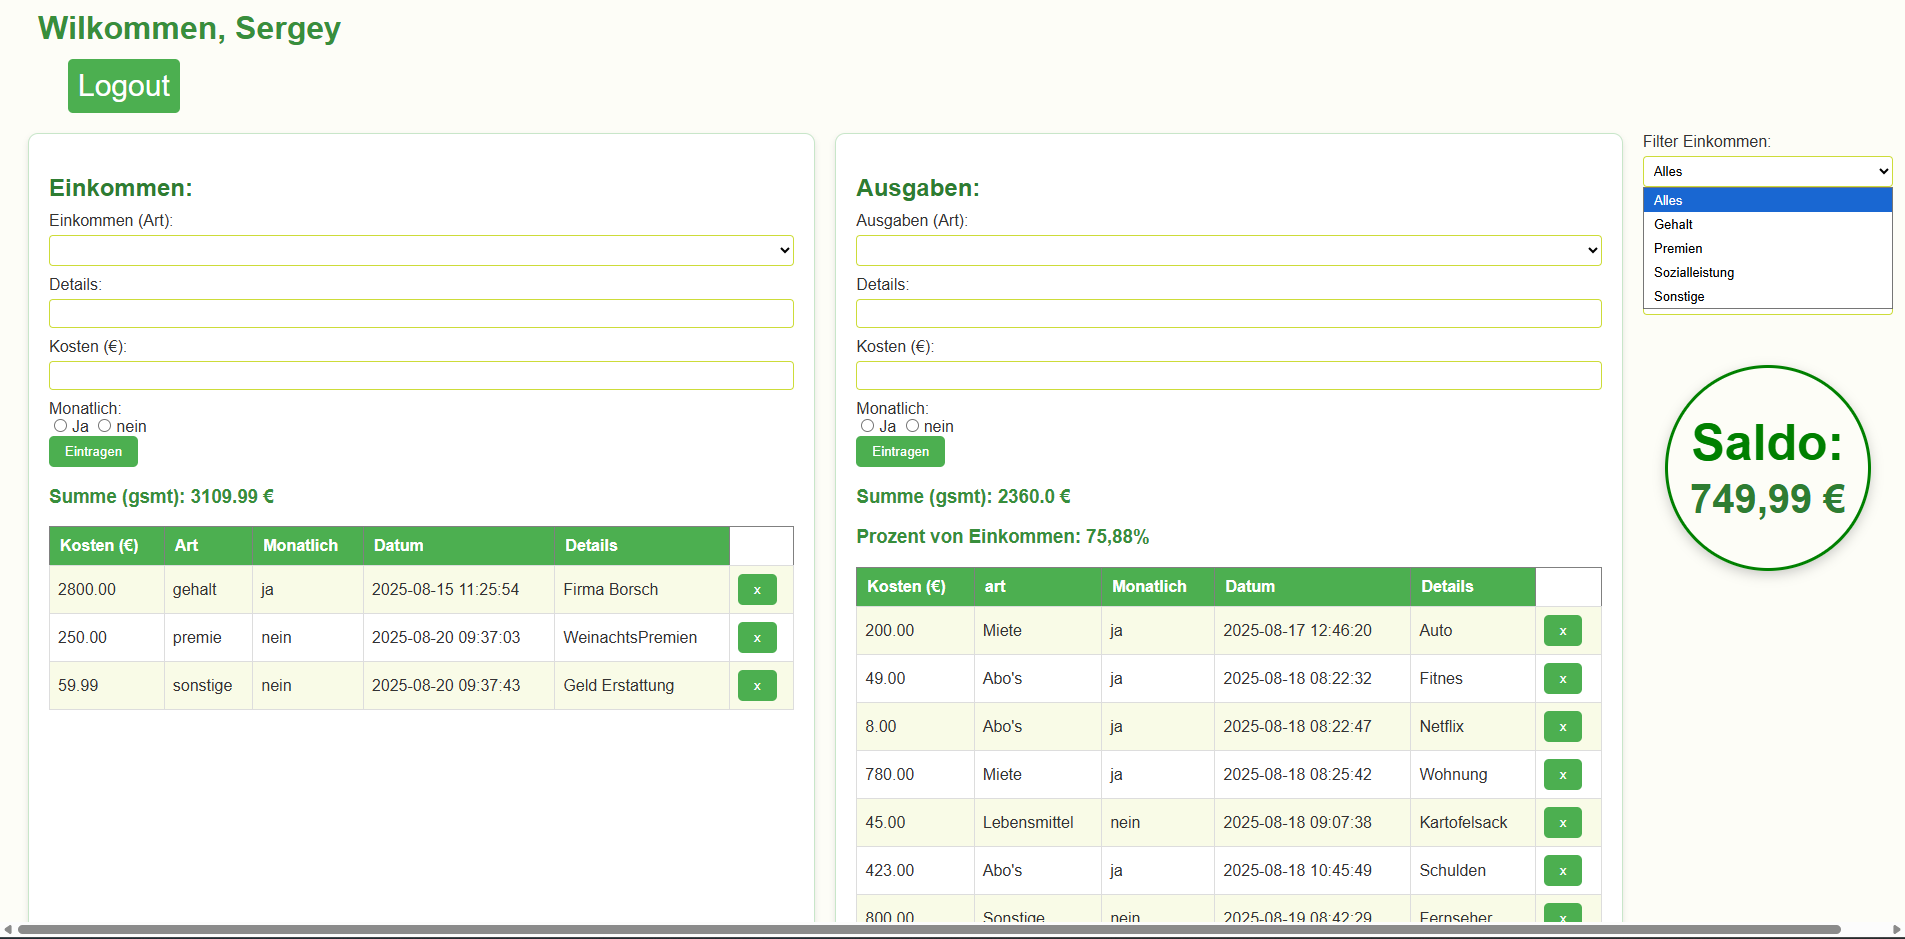 Wilkommen, Sergey
Logout
Einkommen:
Einkommen (Art):
Details:
Kosten (€):
Monatlich:
Ja nein
Eintragen
Summe (gsmt): 3109.99 €
Kosten (€) Art Monatlich Datum Details
2800.00 gehalt ja 2025-08-15 11:25:54 Firma Borsch x
250.00 premie nein 2025-08-20 09:37:03 WeinachtsPremien x
59.99 sonstige nein 2025-08-20 09:37:43 Geld Erstattung x
Ausgaben:
Ausgaben (Art):
Details:
Kosten (€):
Monatlich:
Ja nein
Eintragen
Summe (gsmt): 2360.0 €
Prozent von Einkommen: 75,88%
Kosten (€) art Monatlich Datum Details
200.00 Miete ja 2025-08-17 12:46:20 Auto x
49.00 Abo's ja 2025-08-18 08:22:32 Fitnes x
8.00 Abo's ja 2025-08-18 08:22:47 Netflix x
780.00 Miete ja 2025-08-18 08:25:42 Wohnung x
45.00 Lebensmittel nein 2025-08-18 09:07:38 Kartofelsack x
423.00 Abo's ja 2025-08-18 10:45:49 Schulden x
800.00 Sonstige nein 2025-08-19 08:42:29 Fernseher x
Filter Einkommen:
Alles
Alles
Gehalt
Premien
Sozialleistung
Sonstige
Saldo:
749,99 €